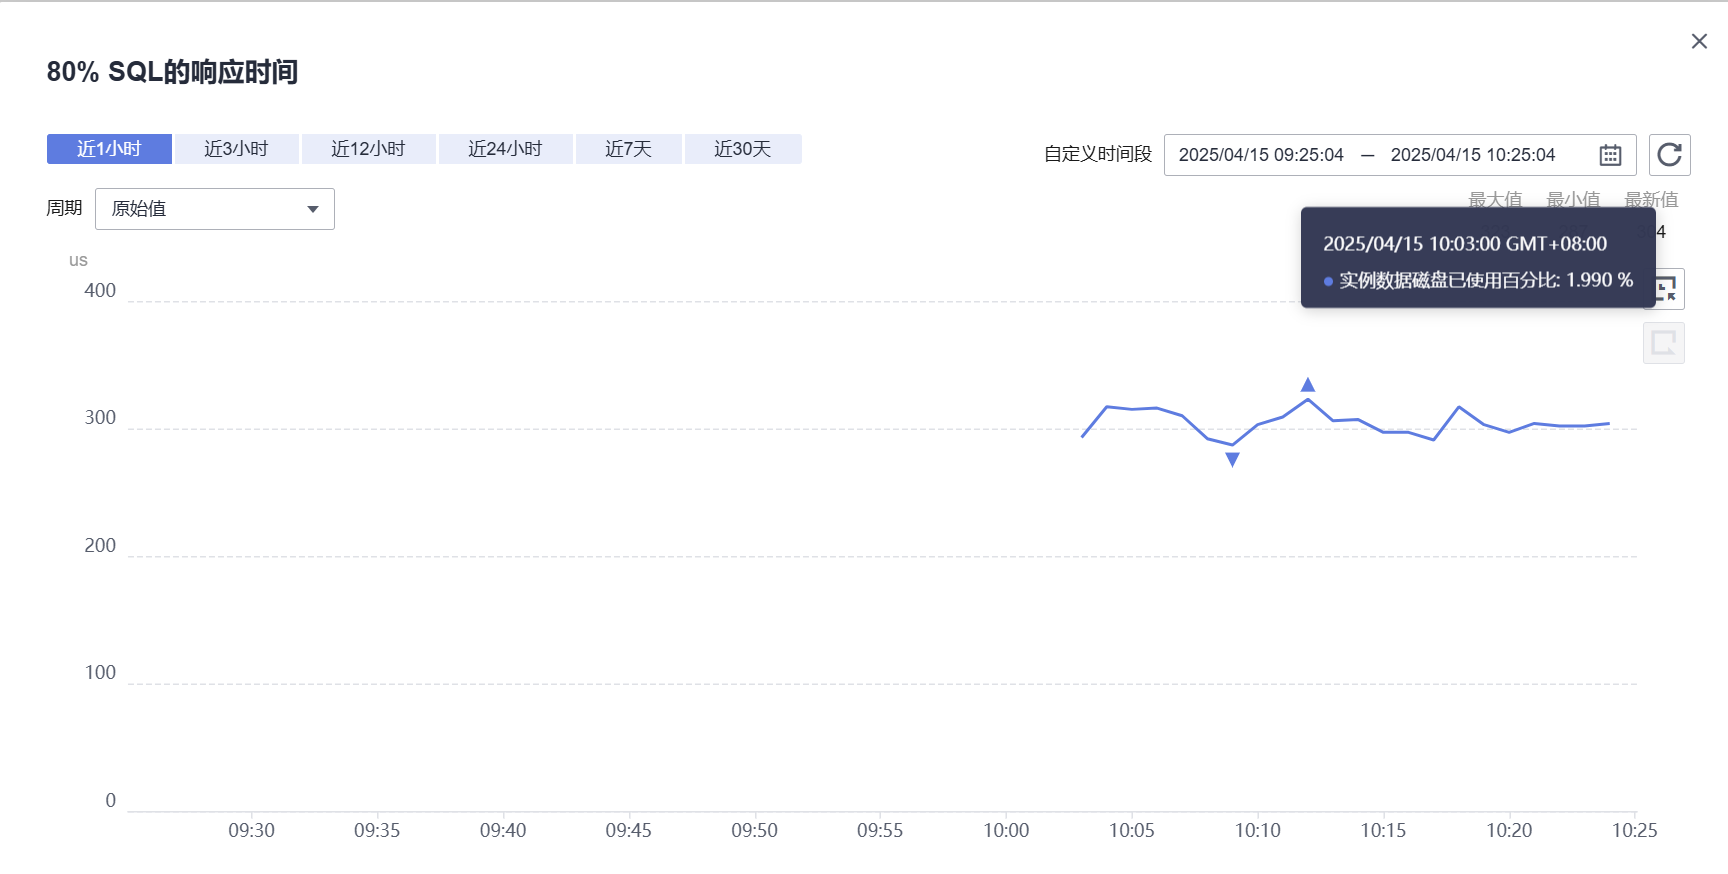 80% SQL的响应时间
近1小时 近3小时 近12小时 近24小时 近7天 近30天
自定义时间段 2025/04/15 09:25:04 — 2025/04/15 10:25:04
周期 原始值
最大值 最小值 最新值
2025/04/15 10:03:00 GMT+08:00
实例数据磁盘已使用百分比: 1.990 %
us
400
300
200
100
0
09:30 09:35 09:40 09:45 09:50 09:55 10:00 10:05 10:10 10:15 10:20 10:25